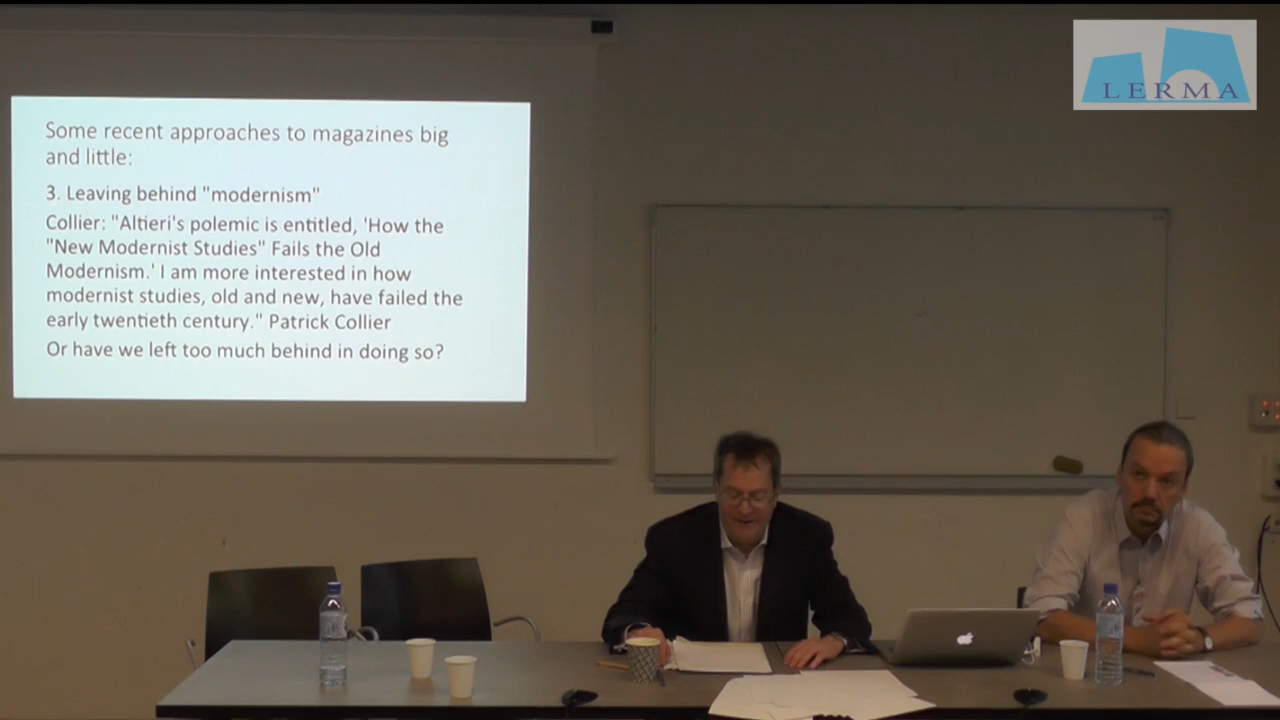 Some recent approaches to magazines big
and little:
3. Leaving behind "modernism"
Collier: "Altieri's polemic is entitled, 'How the
"New Modernist Studies" Fails the Old
Modernism.' I am more interested in how
modernist studies, old and new, have failed the
early twentieth century." Patrick Collier
Or have we left too much behind in doing so?
LERMA